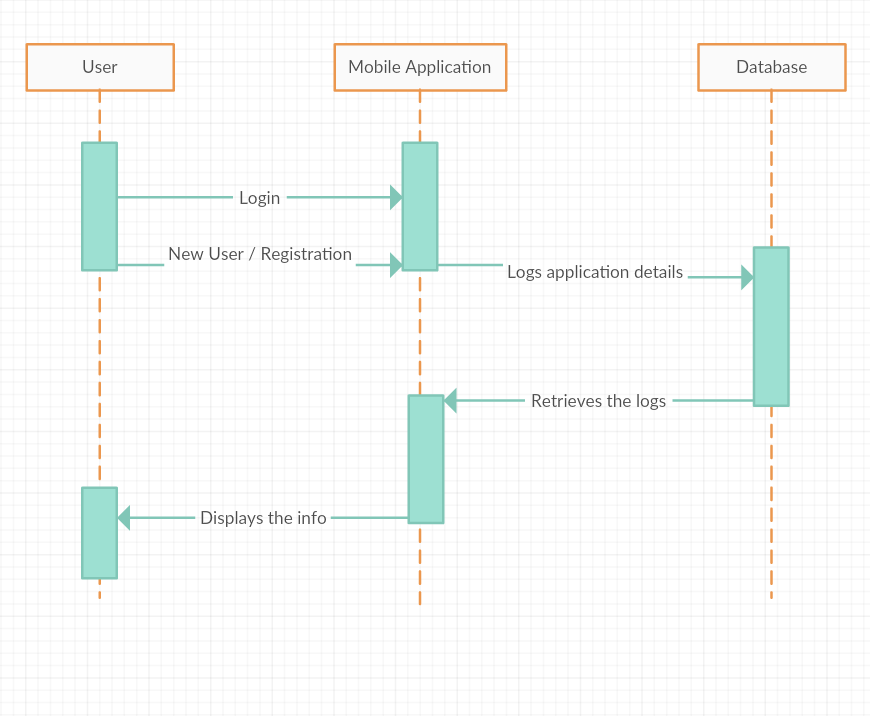 User
Mobile Application
Database
Login
New User / Registration
Logs application details
Retrieves the logs
Displays the info